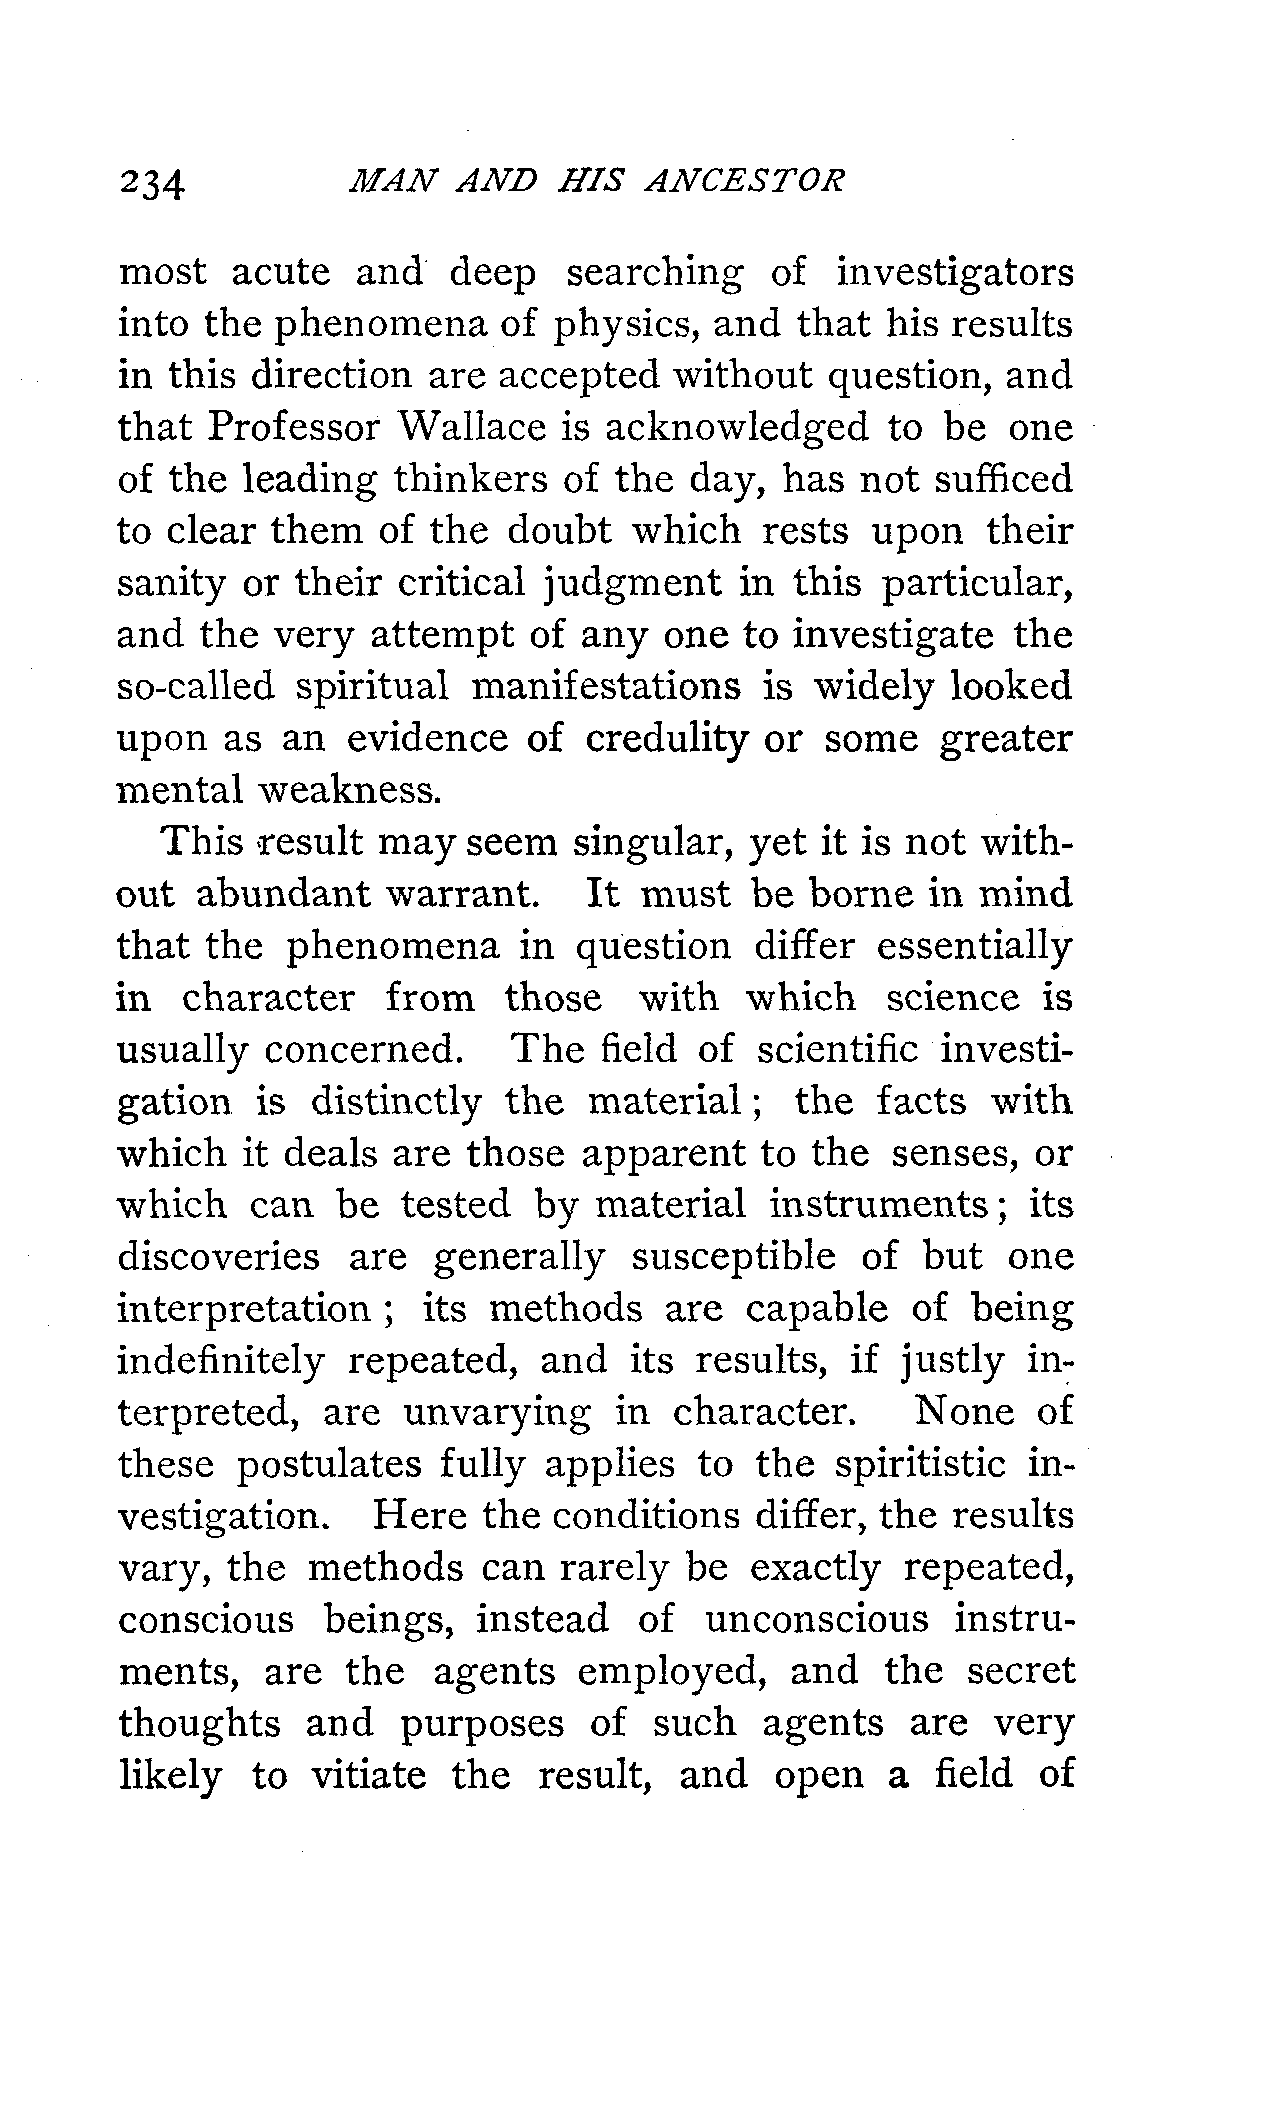 234 MAN AND HIS ANCESTOR
most acute and deep searching of investigators
into the phenomena of physics, and that his results
in this direction are accepted without question, and
that Professor Wallace is acknowledged to be one
of the leading thinkers of the day, has not sufficed
to clear them of the doubt which rests upon their
sanity or their critical judgment in this particular,
and the very attempt of any one to investigate the
so-called spiritual manifestations is widely looked
upon as an evidence of credulity or some greater
mental weakness.
This result may seem singular, yet it is not with-
out abundant warrant. It must be borne in mind
that the phenomena in question differ essentially
in character from those with which science is
usually concerned. The field of scientific investi-
gation is distinctly the material; the facts with
which it deals are those apparent to the senses, or
which can be tested by material instruments; its
discoveries are generally susceptible of but one
interpretation; its methods are capable of being
indefinitely repeated, and its results, if justly in-
terpreted, are unvarying in character. None of
these postulates fully applies to the spiritistic in-
vestigation. Here the conditions differ, the results
vary, the methods can rarely be exactly repeated,
conscious beings, instead of unconscious instru-
ments, are the agents employed, and the secret
thoughts and purposes of such agents are very
likely to vitiate the result, and open a field of